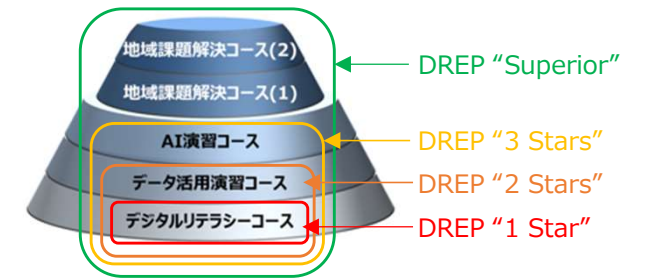 地域課題解決コース(2)
DREP “Superior”
地域課題解決コース(1)
AI演習コース
DREP “3 Stars”
データ活用演習コース
DREP “2 Stars”
デジタルリテラシーコース
DREP “1 Star”